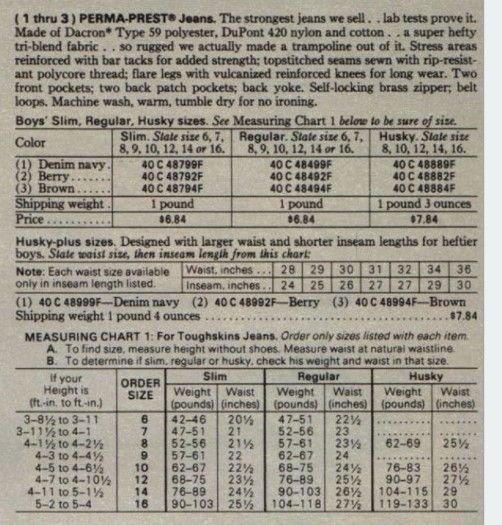 (1 thru 3) PERMA-PREST® Jeans. The strongest jeans we sell . . lab tests prove it.
Made of Dacron* Type 59 polyester, DuPont 420 nylon and cotton . . a super hefty
tri-blend fabric . . so rugged we actually made a trampoline out of it. Stress areas
reinforced with bar tacks for added strength; topstitched seams sewn with rip-resist-
ant polycore thread; flare legs with vulcanized reinforced knees for long wear. Two
front pockets; two back patch pockets; back yoke. Self-locking brass zipper; belt
loops. Machine wash, warm, tumble dry for no ironing.
Boys' Slim, Regular, Husky sizes. See Measuring Chart 1 below to be sure of size.
Color | Slim. State size 6, 7, 8, 9, 10, 12, 14 or 16. | Regular. State size 6, 7, 8, 9, 10, 12, 14 or 16. | Husky. State size 8, 10, 12, 14, 16.
(1) Denim navy. 40 C 48799F 40 C 48499F 40 C 48889F
(2) Berry....... 40 C 48792F 40 C 48492F 40 C 48882F
(3) Brown...... 40 C 48794F 40 C 48494F 40 C 48884F
Shipping weight . 1 pound 1 pound 1 pound 3 ounces
Price .......... $6.84 $6.84 $7.84
Husky-plus sizes. Designed with larger waist and shorter inseam lengths for heftier
boys. State waist size, then inseam length from this chart:
Note: Each waist size available Waist, inches ... 28 29 30 31 32 34 36
only in inseam length listed. Inseam, inches .. 24 25 26 27 27 29 30
(1) 40 C 48999F—Denim navy (2) 40 C 48992F—Berry (3) 40 C 48994F—Brown
Shipping weight 1 pound 4 ounces ........................ $7.84
MEASURING CHART 1: For Toughskins Jeans. Order only sizes listed with each item.
A. To find size, measure height without shoes. Measure waist at natural waistline.
B. To determine if slim, regular or husky, check his weight and waist in that size.
If your Height is (ft.-in. to ft.-in.) | ORDER SIZE | Slim | Regular | Husky
Weight (pounds) Waist (inches) Weight (pounds) Waist (inches) Weight (pounds) Waist (inches)
3-8½ to 3-11 6 42-46 20½ 47-51 22½ ........ ........
3-11½ to 4-1 7 47-51 21 52-56 23 ........ ........
4-1½ to 4-2½ 8 52-56 21½ 57-61 23½ 62-69 25½
4-3 to 4-4½ 9 57-61 22 62-67 24 ........ ........
4-5 to 4-6½ 10 62-67 22½ 68-75 24½ 76-83 26½
4-7 to 4-10½ 12 68-75 23½ 76-89 25½ 90-97 27½
4-11 to 5-1½ 14 76-89 24½ 90-103 26½ 104-115 29
5-2 to 5-4 16 90-103 25½ 104-118 27½ 119-133 30